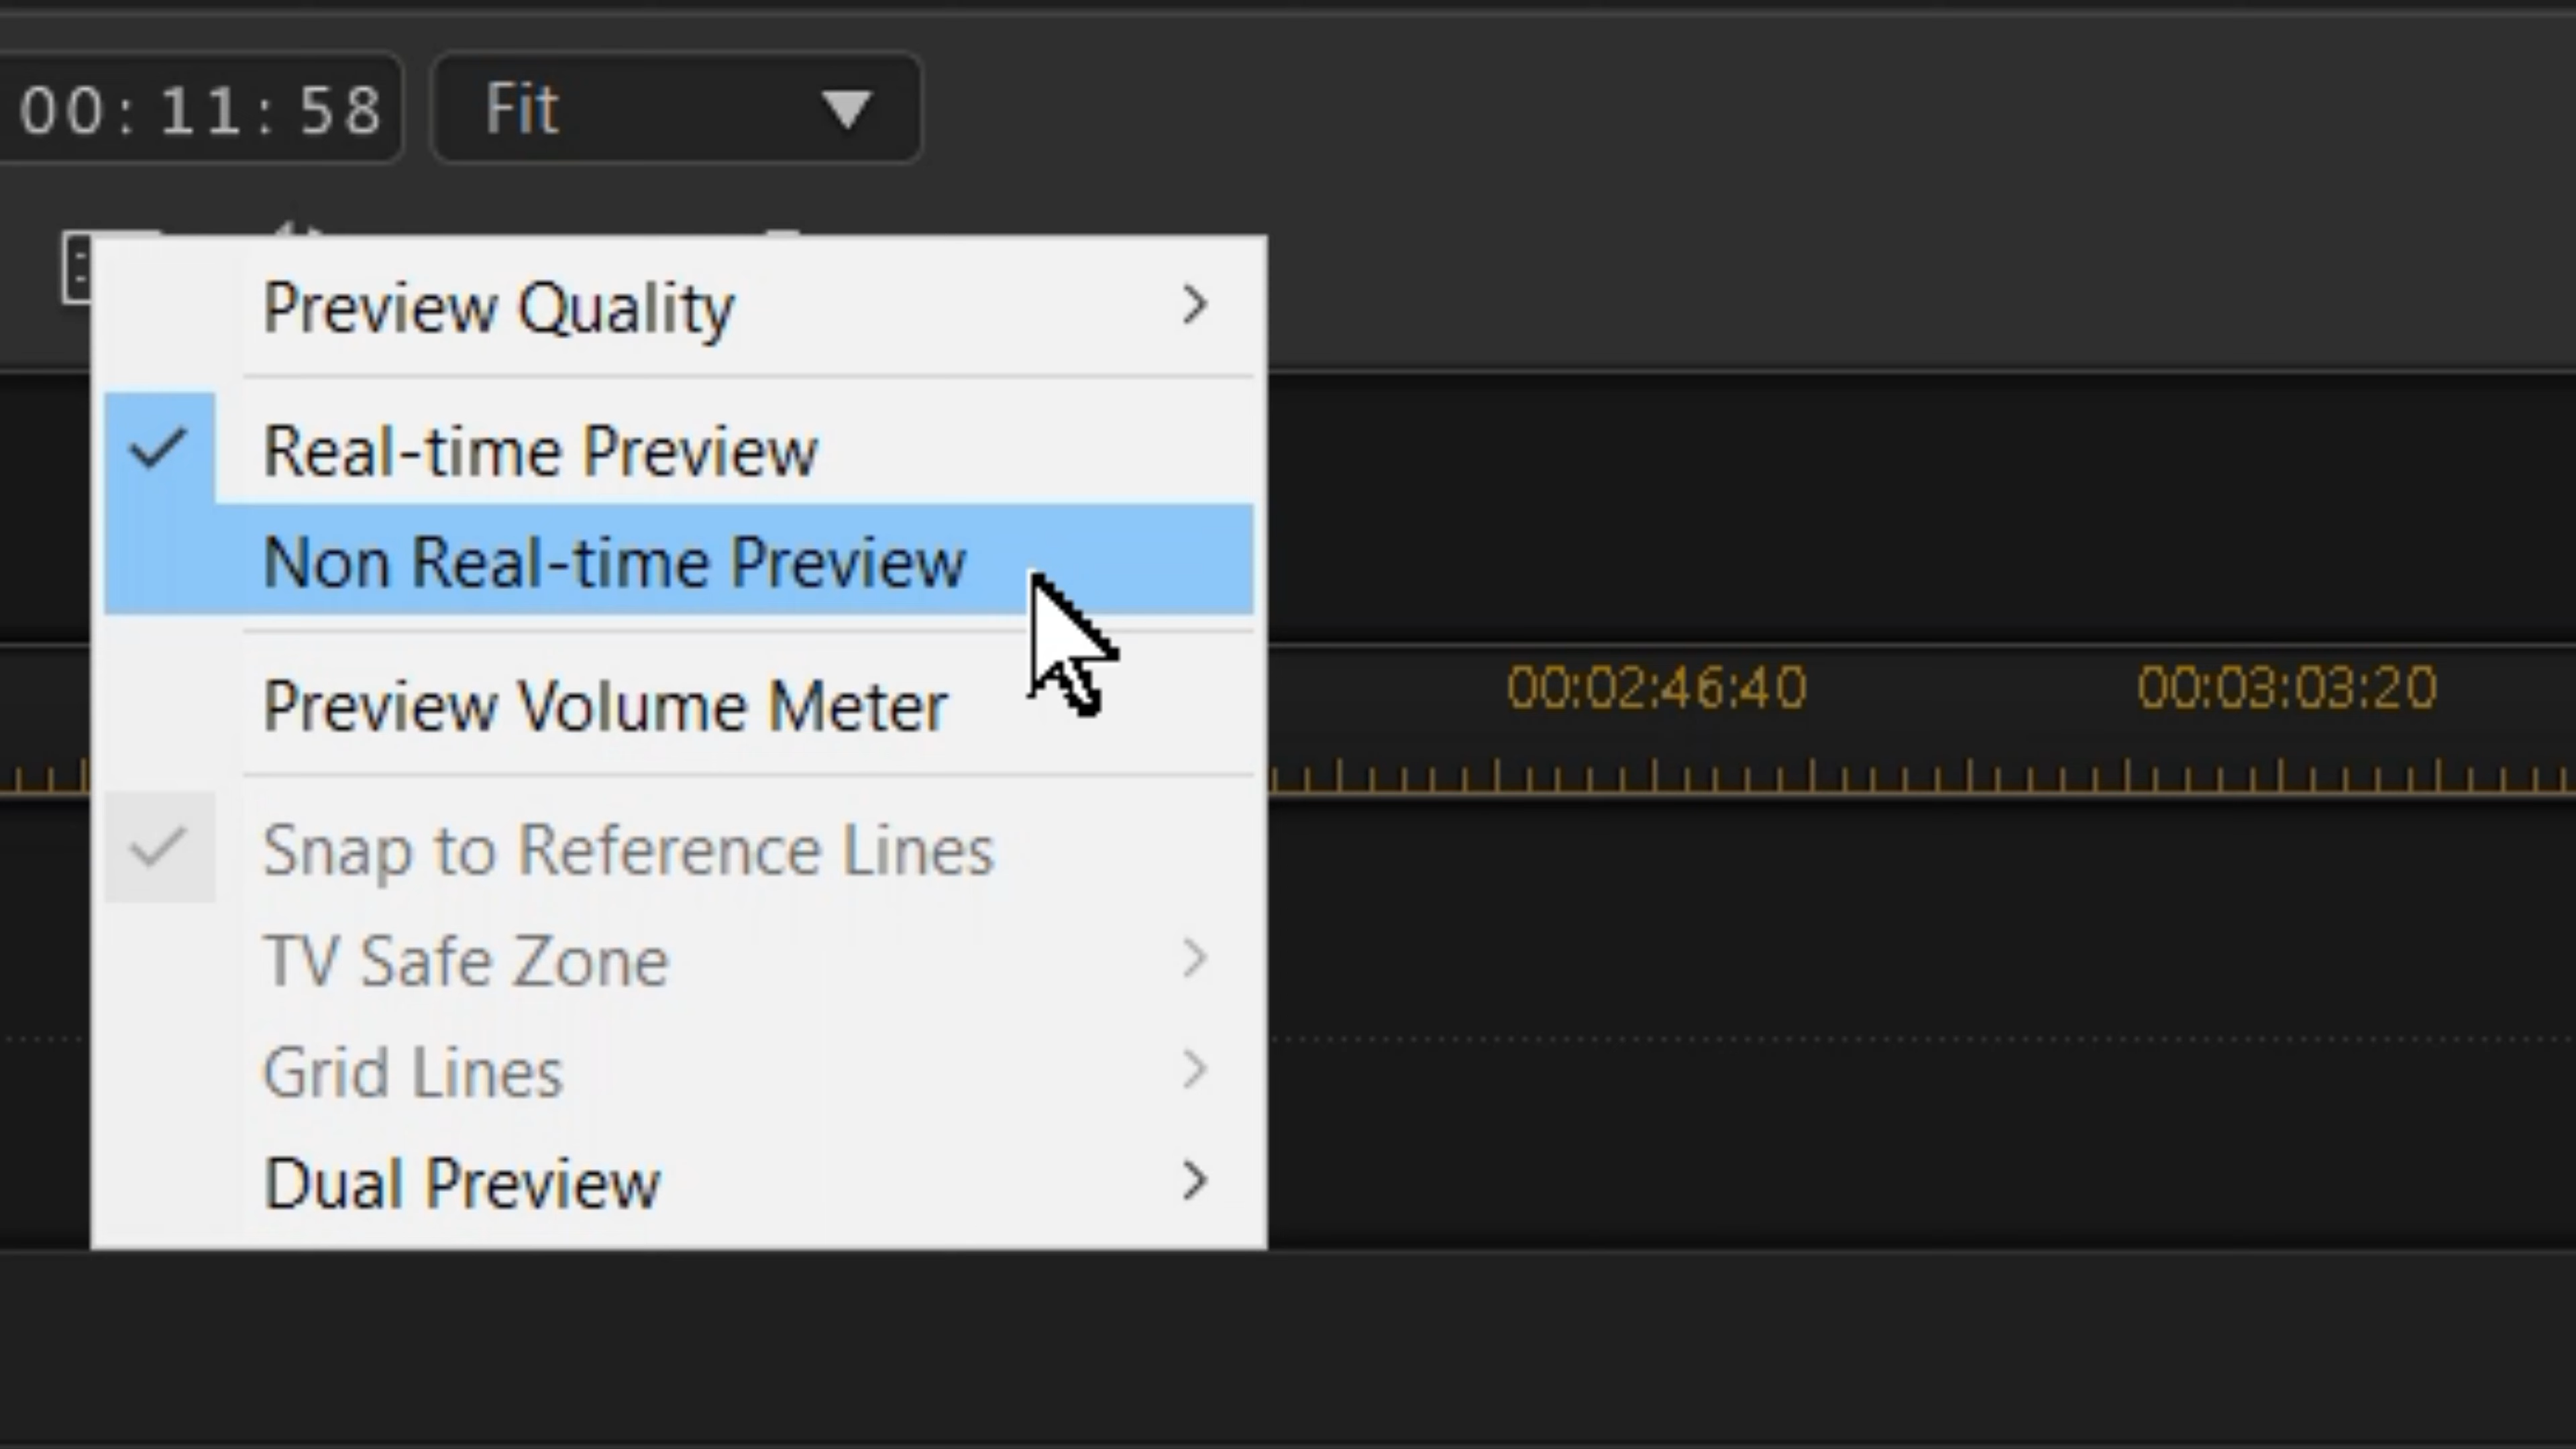 00:11:58 Fit
Preview Quality
Real-time Preview
Non Real-time Preview
Preview Volume Meter
00:02:46:40 00:03:03:20
Snap to Reference Lines
TV Safe Zone
Grid Lines
Dual Preview